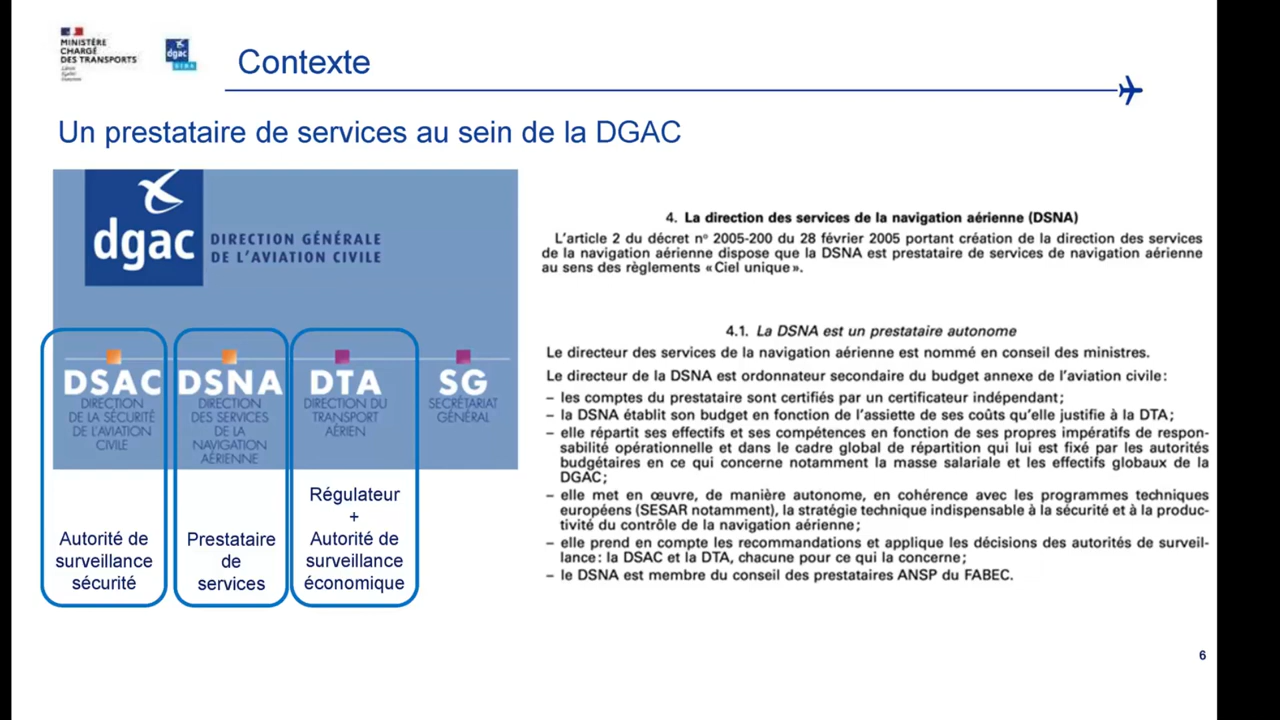 MINISTÈRE
CHARGÉ
DES TRANSPORTS
Liberté
Égalité
Fraternité
dgac
DSNA
Contexte
Un prestataire de services au sein de la DGAC
dgac
DIRECTION GÉNÉRALE
DE L'AVIATION CIVILE
DSAC
DIRECTION
DE LA SÉCURITÉ
DE L'AVIATION
CIVILE
DSNA
DIRECTION
DES SERVICES
DE LA
NAVIGATION
AÉRIENNE
DTA
DIRECTION DU
TRANSPORT
AÉRIEN
SG
SECRÉTARIAT
GÉNÉRAL
Autorité de
surveillance
sécurité
Prestataire
de
services
Régulateur
+
Autorité de
surveillance
économique
4. La direction des services de la navigation aérienne (DSNA)
L'article 2 du décret nº 2005-200 du 28 février 2005 portant création de la direction des services
de la navigation aérienne dispose que la DSNA est prestataire de services de navigation aérienne
au sens des règlements « Ciel unique ».
4.1. La DSNA est un prestataire autonome
Le directeur des services de la navigation aérienne est nommé en conseil des ministres.
Le directeur de la DSNA est ordonnateur secondaire du budget annexe de l'aviation civile :
– les comptes du prestataire sont certifiés par un certificateur indépendant ;
– la DSNA établit son budget en fonction de l'assiette de ses coûts qu'elle justifie à la DTA ;
– elle répartit ses effectifs et ses compétences en fonction de ses propres impératifs de respon-
sabilité opérationnelle et dans le cadre global de répartition qui lui est fixé par les autorités
budgétaires en ce qui concerne notamment la masse salariale et les effectifs globaux de la
DGAC ;
– elle met en œuvre, de manière autonome, en cohérence avec les programmes techniques
européens (SESAR notamment), la stratégie technique indispensable à la sécurité et à la produc-
tivité du contrôle de la navigation aérienne ;
– elle prend en compte les recommandations et applique les décisions des autorités de surveil-
lance : la DSAC et la DTA, chacune pour ce qui la concerne ;
– le DSNA est membre du conseil des prestataires ANSP du FABEC.
6